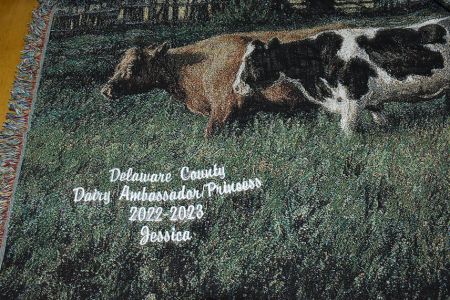 Delaware County
Dairy Ambassador/Princess
2022-2023
Jessica